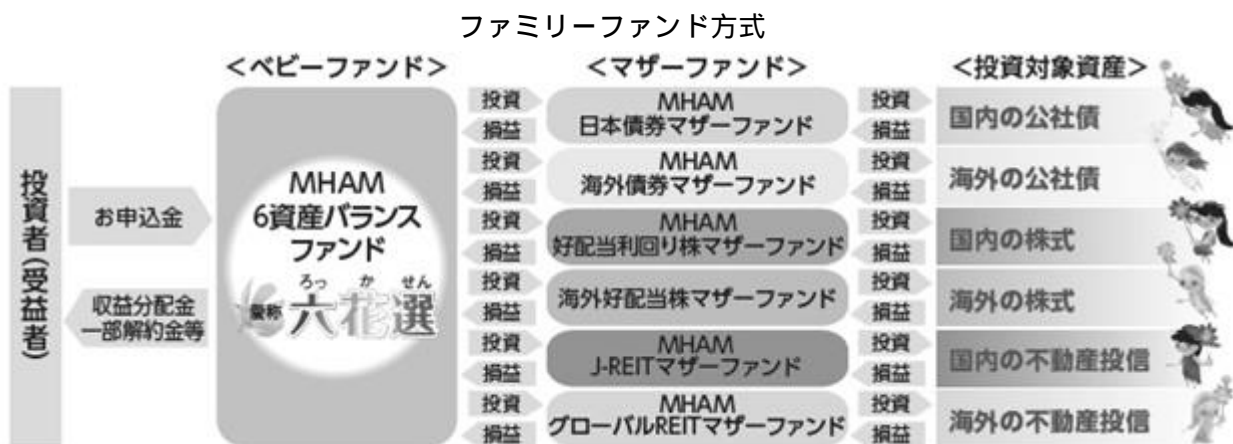 ファミリーファンド方式
＜ベビーファンド＞
＜マザーファンド＞
＜投資対象資産＞
投資者（受益者）
お申込金
収益分配金
一部解約金等
MHAM
6資産バランス
ファンド
愛称
ろっ か せん
六花選
投資
損益
MHAM
日本債券マザーファンド
投資
損益
国内の公社債
投資
損益
MHAM
海外債券マザーファンド
投資
損益
海外の公社債
投資
損益
MHAM
好配当利回り株マザーファンド
投資
損益
国内の株式
投資
損益
海外好配当株マザーファンド
投資
損益
海外の株式
投資
損益
MHAM
J-REITマザーファンド
投資
損益
国内の不動産投信
投資
損益
MHAM
グローバルREITマザーファンド
投資
損益
海外の不動産投信